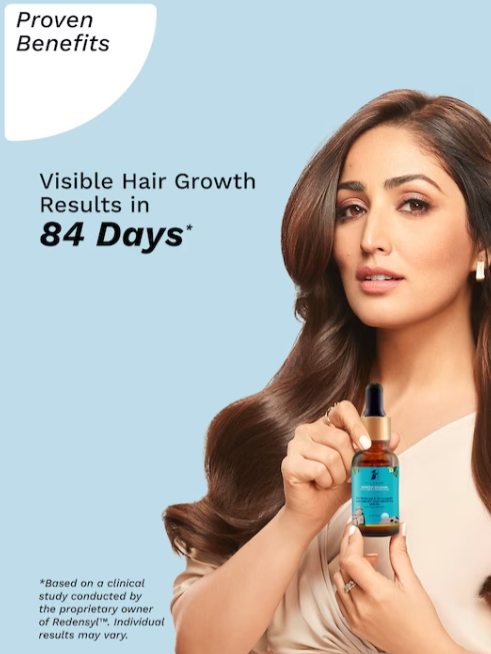 Proven
Benefits
Visible Hair Growth
Results in
84 Days*
*Based on a clinical
study conducted by
the proprietary owner
of Redensyl™. Individual
results may vary.